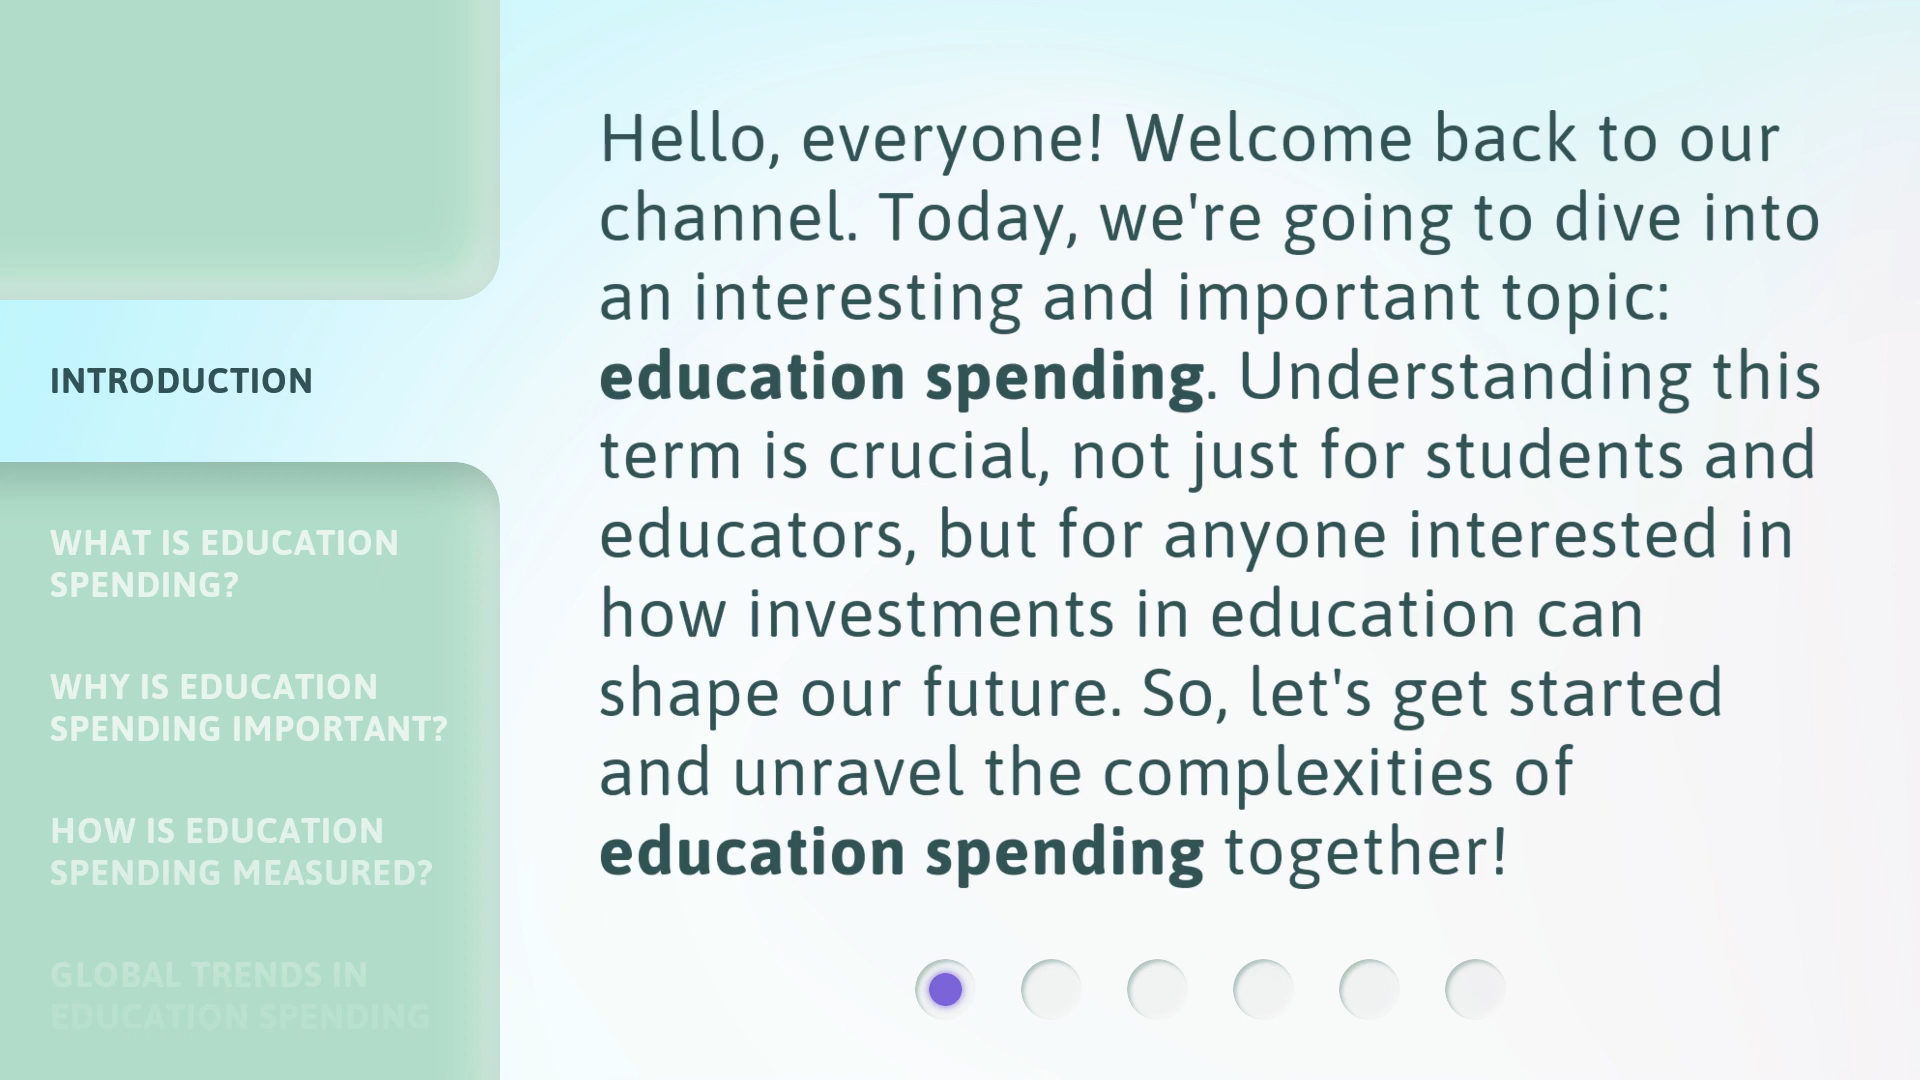 INTRODUCTION
WHAT IS EDUCATION
SPENDING?
WHY IS EDUCATION
SPENDING IMPORTANT?
HOW IS EDUCATION
SPENDING MEASURED?
GLOBAL TRENDS IN
EDUCATION SPENDING
Hello, everyone! Welcome back to our
channel. Today, we're going to dive into
an interesting and important topic:
education spending. Understanding this
term is crucial, not just for students and
educators, but for anyone interested in
how investments in education can
shape our future. So, let's get started
and unravel the complexities of
education spending together!